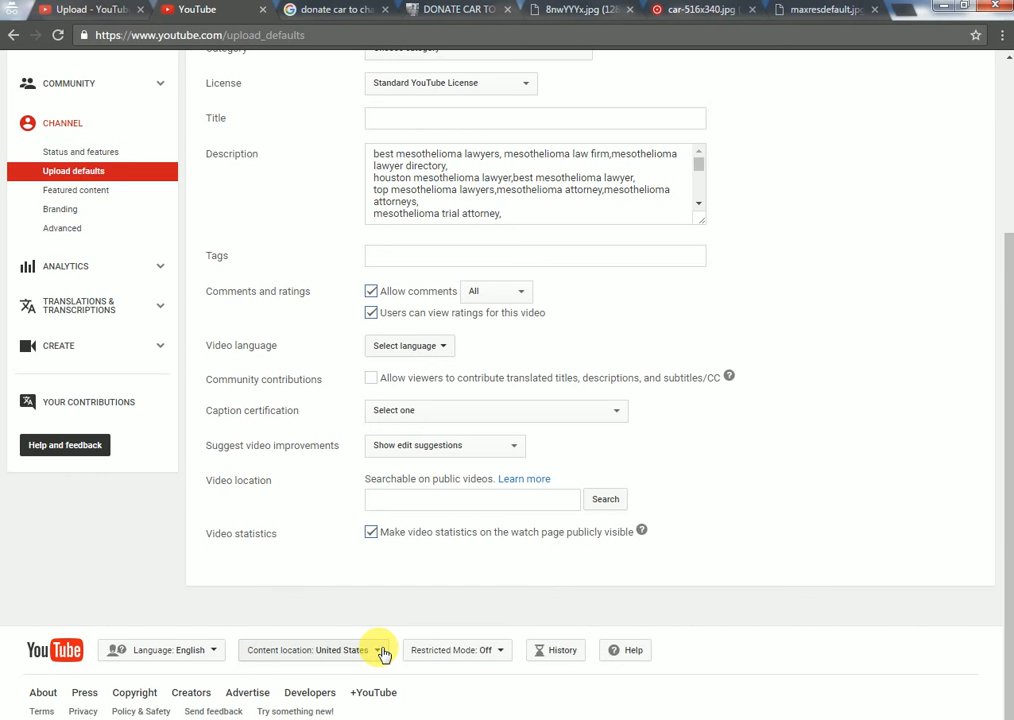 Upload - YouTub
YouTube
donate car to ch
DONATE CAR TO
8nwYYYx.jpg (128
car-516x340.jpg
maxresdefault.jp
https://www.youtube.com/upload_defaults
COMMUNITY
CHANNEL
Status and features
Upload defaults
Featured content
Branding
Advanced
ANALYTICS
TRANSLATIONS &
TRANSCRIPTIONS
CREATE
YOUR CONTRIBUTIONS
Help and feedback
License
Standard YouTube License
Title
Description
best mesothelioma lawyers, mesothelioma law firm,mesothelioma
lawyer directory,
houston mesothelioma lawyer,best mesothelioma lawyer,
top mesothelioma lawyers,mesothelioma attorney,mesothelioma
attorneys,
mesothelioma trial attorney,
Tags
Comments and ratings
Allow comments
All
Users can view ratings for this video
Video language
Select language
Community contributions
Allow viewers to contribute translated titles, descriptions, and subtitles/CC ?
Caption certification
Select one
Suggest video improvements
Show edit suggestions
Video location
Searchable on public videos. Learn more
Search
Video statistics
Make video statistics on the watch page publicly visible ?
YouTube
Language: English
Content location: United States
Restricted Mode: Off
History
Help
About Press Copyright Creators Advertise Developers +YouTube
Terms Privacy Policy & Safety Send feedback Try something new!